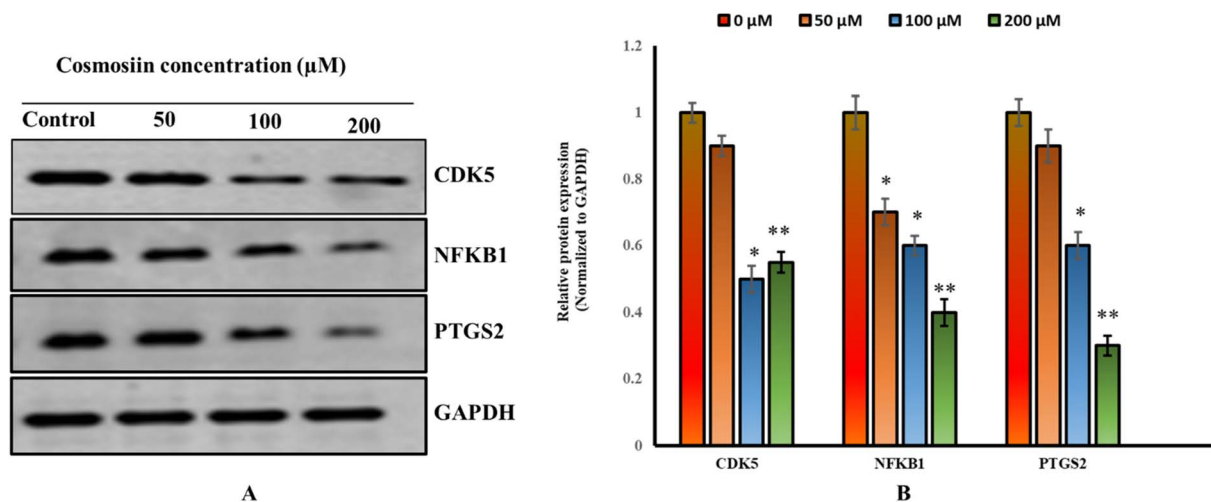 Cosmosiin concentration (µM)
Control 50 100 200
CDK5
NFKB1
PTGS2
GAPDH
A
0 µM 50 µM 100 µM 200 µM
Relative protein expression
(Normalized to GAPDH)
1.2
1
0.8
0.6
0.4
0.2
0
* **
* * **
* **
CDK5 NFKB1 PTGS2
B